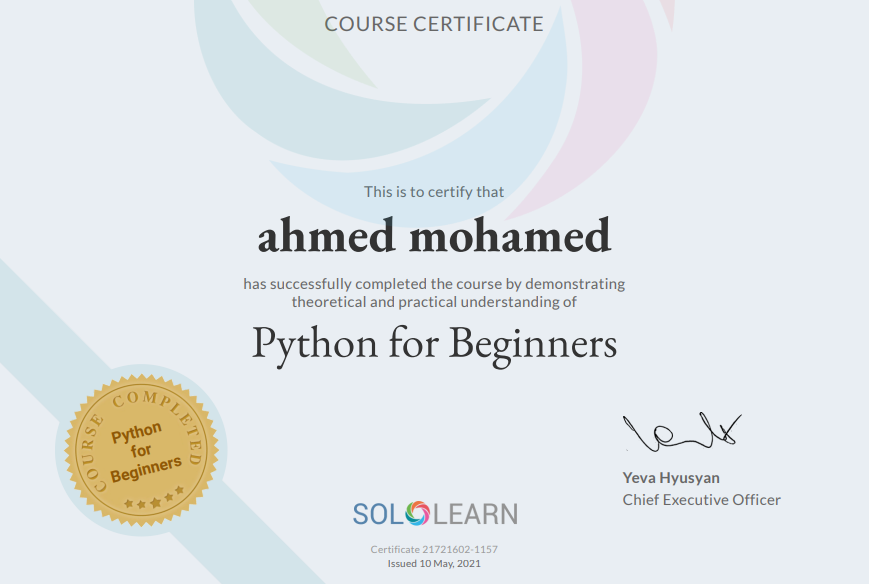 COURSE CERTIFICATE
This is to certify that
ahmed mohamed
has successfully completed the course by demonstrating
theoretical and practical understanding of
Python for Beginners
COURSE COMPLETED
Python
for
Beginners
Yeva Hyusyan
Chief Executive Officer
SOLOLEARN
Certificate 21721602-1157
Issued 10 May, 2021